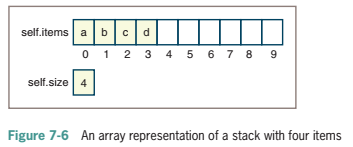 self.items a b c d
0 1 2 3 4 5 6 7 8 9
self.size 4
Figure 7-6 An array representation of a stack with four items